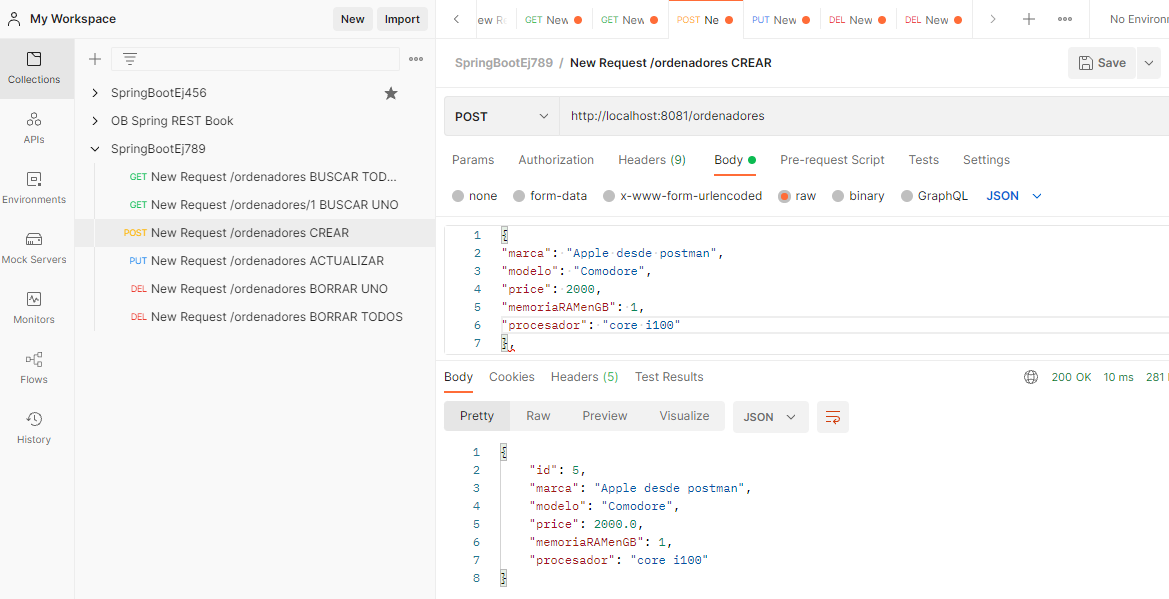 My Workspace
New
Import
ew Re
GET New
GET New
POST Ne
PUT New
DEL New
DEL New
No Environ
Collections
APIs
Environments
Mock Servers
Monitors
Flows
History
SpringBootEj456
OB Spring REST Book
SpringBootEj789
GET New Request /ordenadores BUSCAR TOD...
GET New Request /ordenadores/1 BUSCAR UNO
POST New Request /ordenadores CREAR
PUT New Request /ordenadores ACTUALIZAR
DEL New Request /ordenadores BORRAR UNO
DEL New Request /ordenadores BORRAR TODOS
SpringBootEj789 / New Request /ordenadores CREAR
Save
POST
http://localhost:8081/ordenadores
Params Authorization Headers (9) Body Pre-request Script Tests Settings
none form-data x-www-form-urlencoded raw binary GraphQL JSON
1 {
2 "marca": "Apple desde postman",
3 "modelo": "Comodore",
4 "price": 2000,
5 "memoriaRAMenGB": 1,
6 "procesador": "core i100"
7 },
Body Cookies Headers (5) Test Results 200 OK 10 ms 281
Pretty Raw Preview Visualize JSON
1 {
2 "id": 5,
3 "marca": "Apple desde postman",
4 "modelo": "Comodore",
5 "price": 2000.0,
6 "memoriaRAMenGB": 1,
7 "procesador": "core i100"
8 }